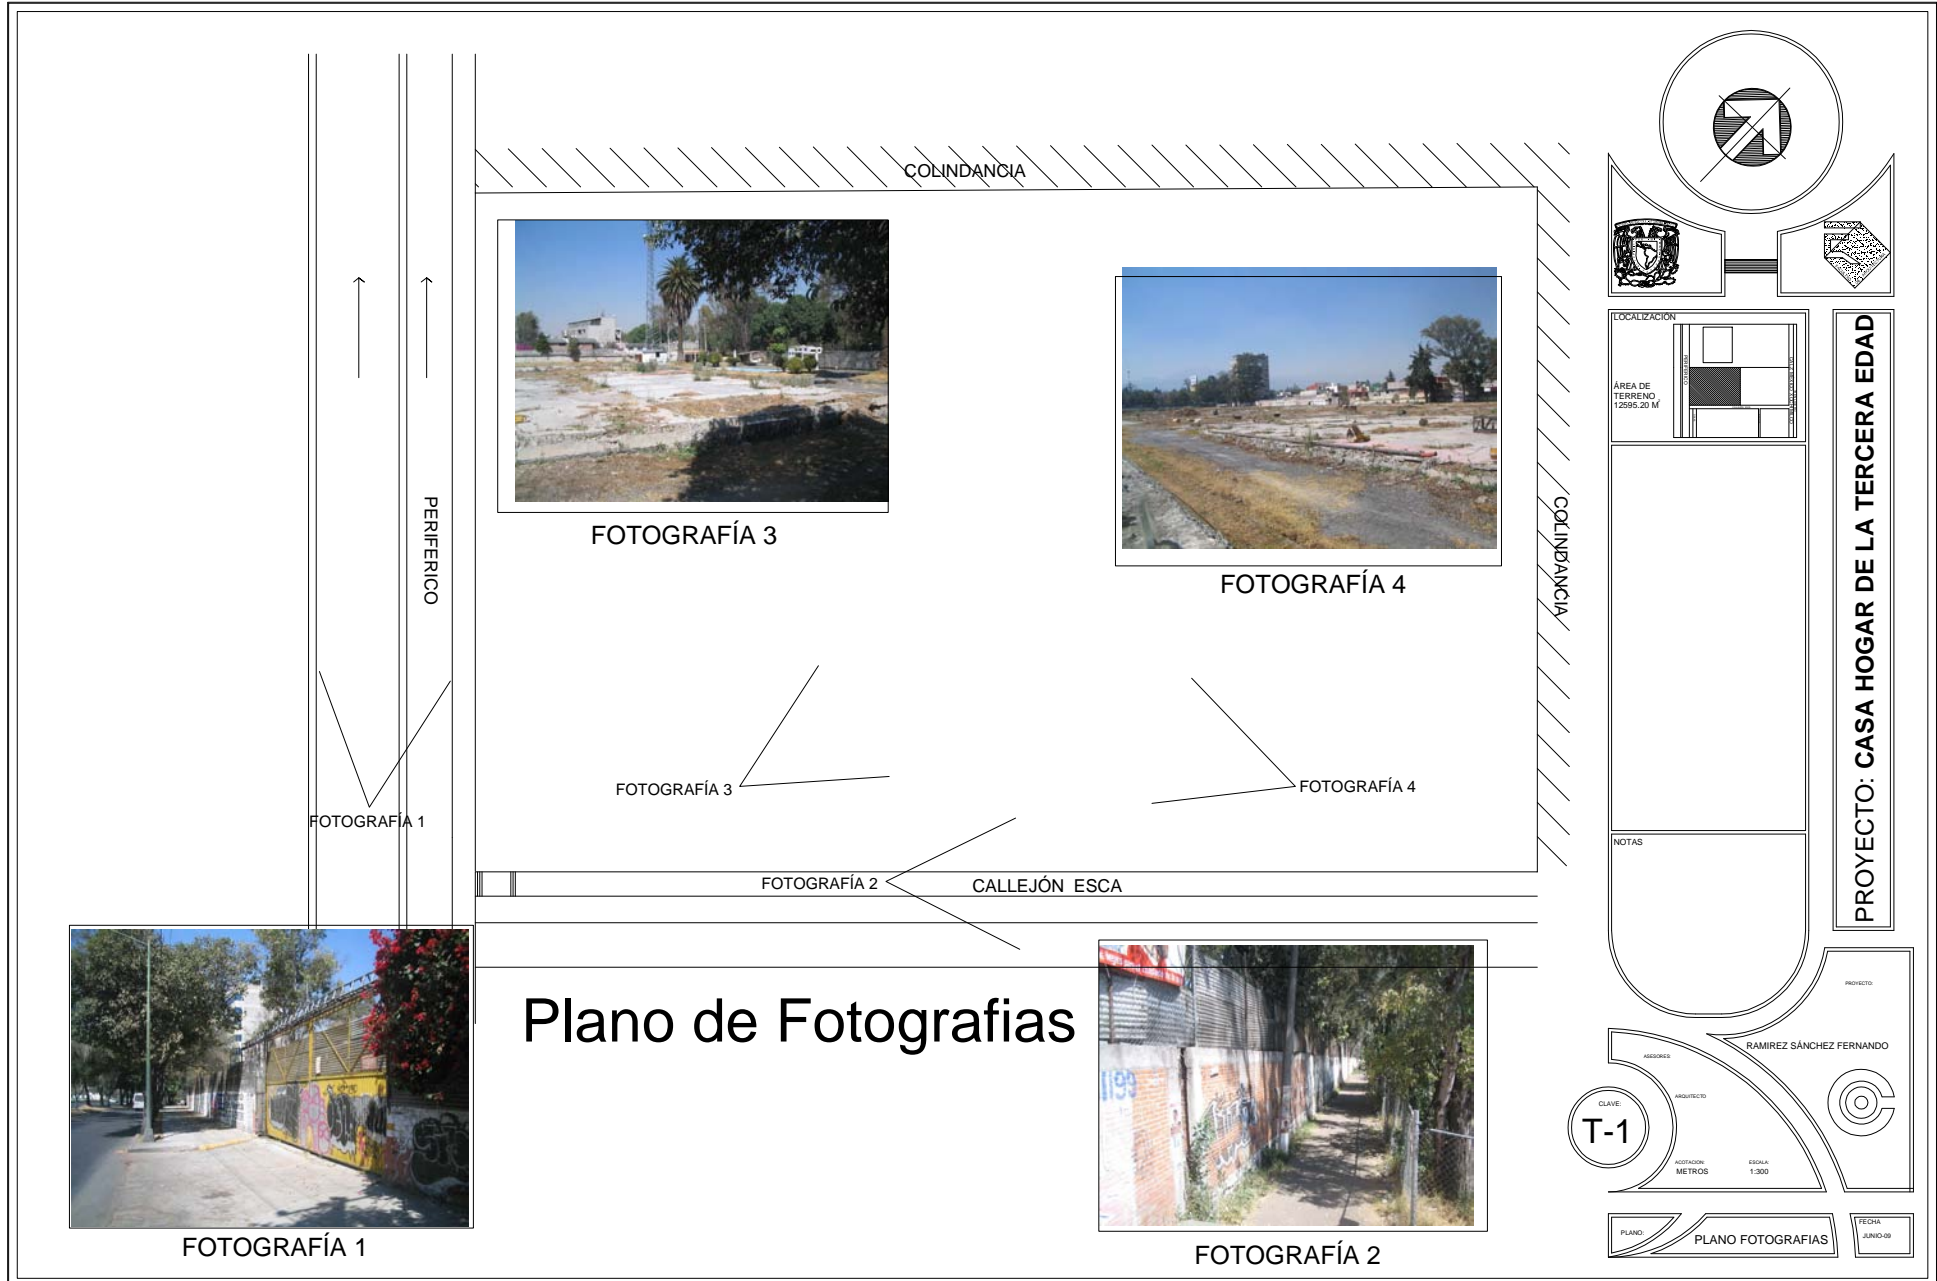 COLINDANCIA
PERIFERICO
COLINDANCIA
FOTOGRAFÍA 3
FOTOGRAFÍA 4
FOTOGRAFÍA 3
FOTOGRAFÍA 4
FOTOGRAFÍA 1
FOTOGRAFÍA 2
CALLEJÓN ESCA
Plano de Fotografias
1199
FOTOGRAFÍA 1
FOTOGRAFÍA 2
LOCALIZACIÓN
PERIFERICO
ÁREA DE
TERRENO
12595.20 M²
NOTAS
PROYECTO: CASA HOGAR DE LA TERCERA EDAD
PROYECTO:
RAMIREZ SÁNCHEZ FERNANDO
ASESORES:
ARQUITECTO
CLAVE:
T-1
ACOTACION:
METROS
ESCALA:
1:300
PLANO:
PLANO FOTOGRAFIAS
FECHA
JUNIO-09